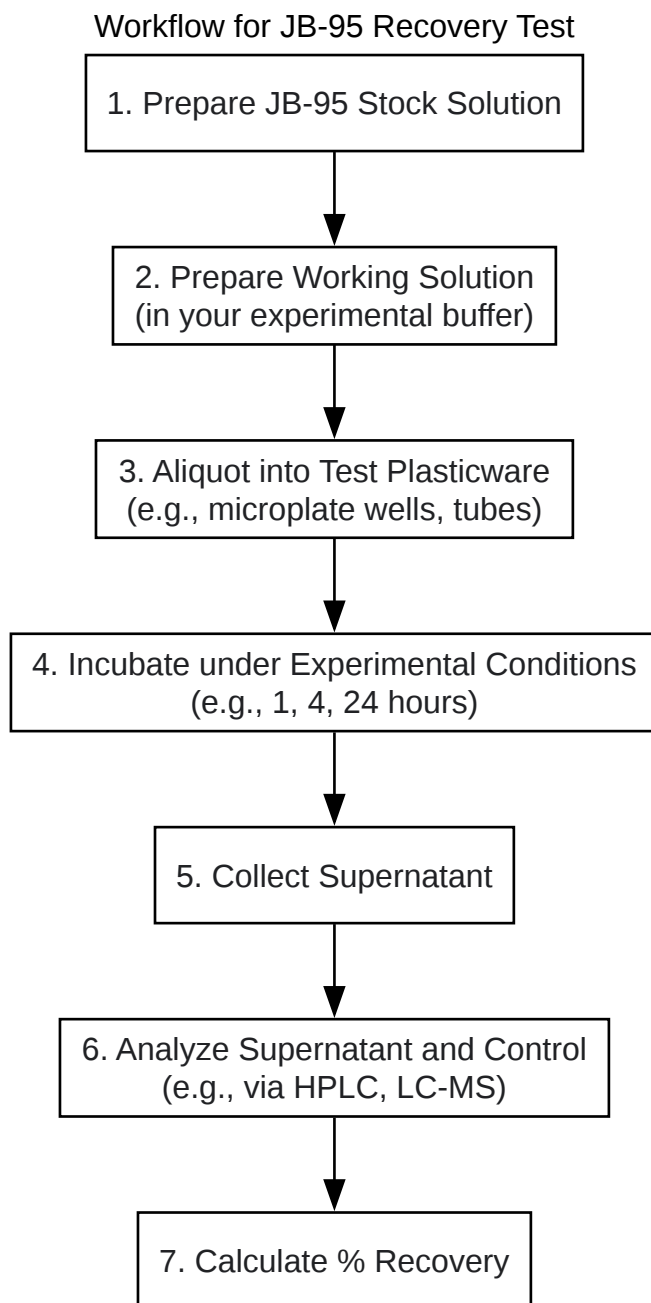 Workflow for JB-95 Recovery Test
1. Prepare JB-95 Stock Solution
2. Prepare Working Solution
(in your experimental buffer)
3. Aliquot into Test Plasticware
(e.g., microplate wells, tubes)
4. Incubate under Experimental Conditions
(e.g., 1, 4, 24 hours)
5. Collect Supernatant
6. Analyze Supernatant and Control
(e.g., via HPLC, LC-MS)
7. Calculate % Recovery